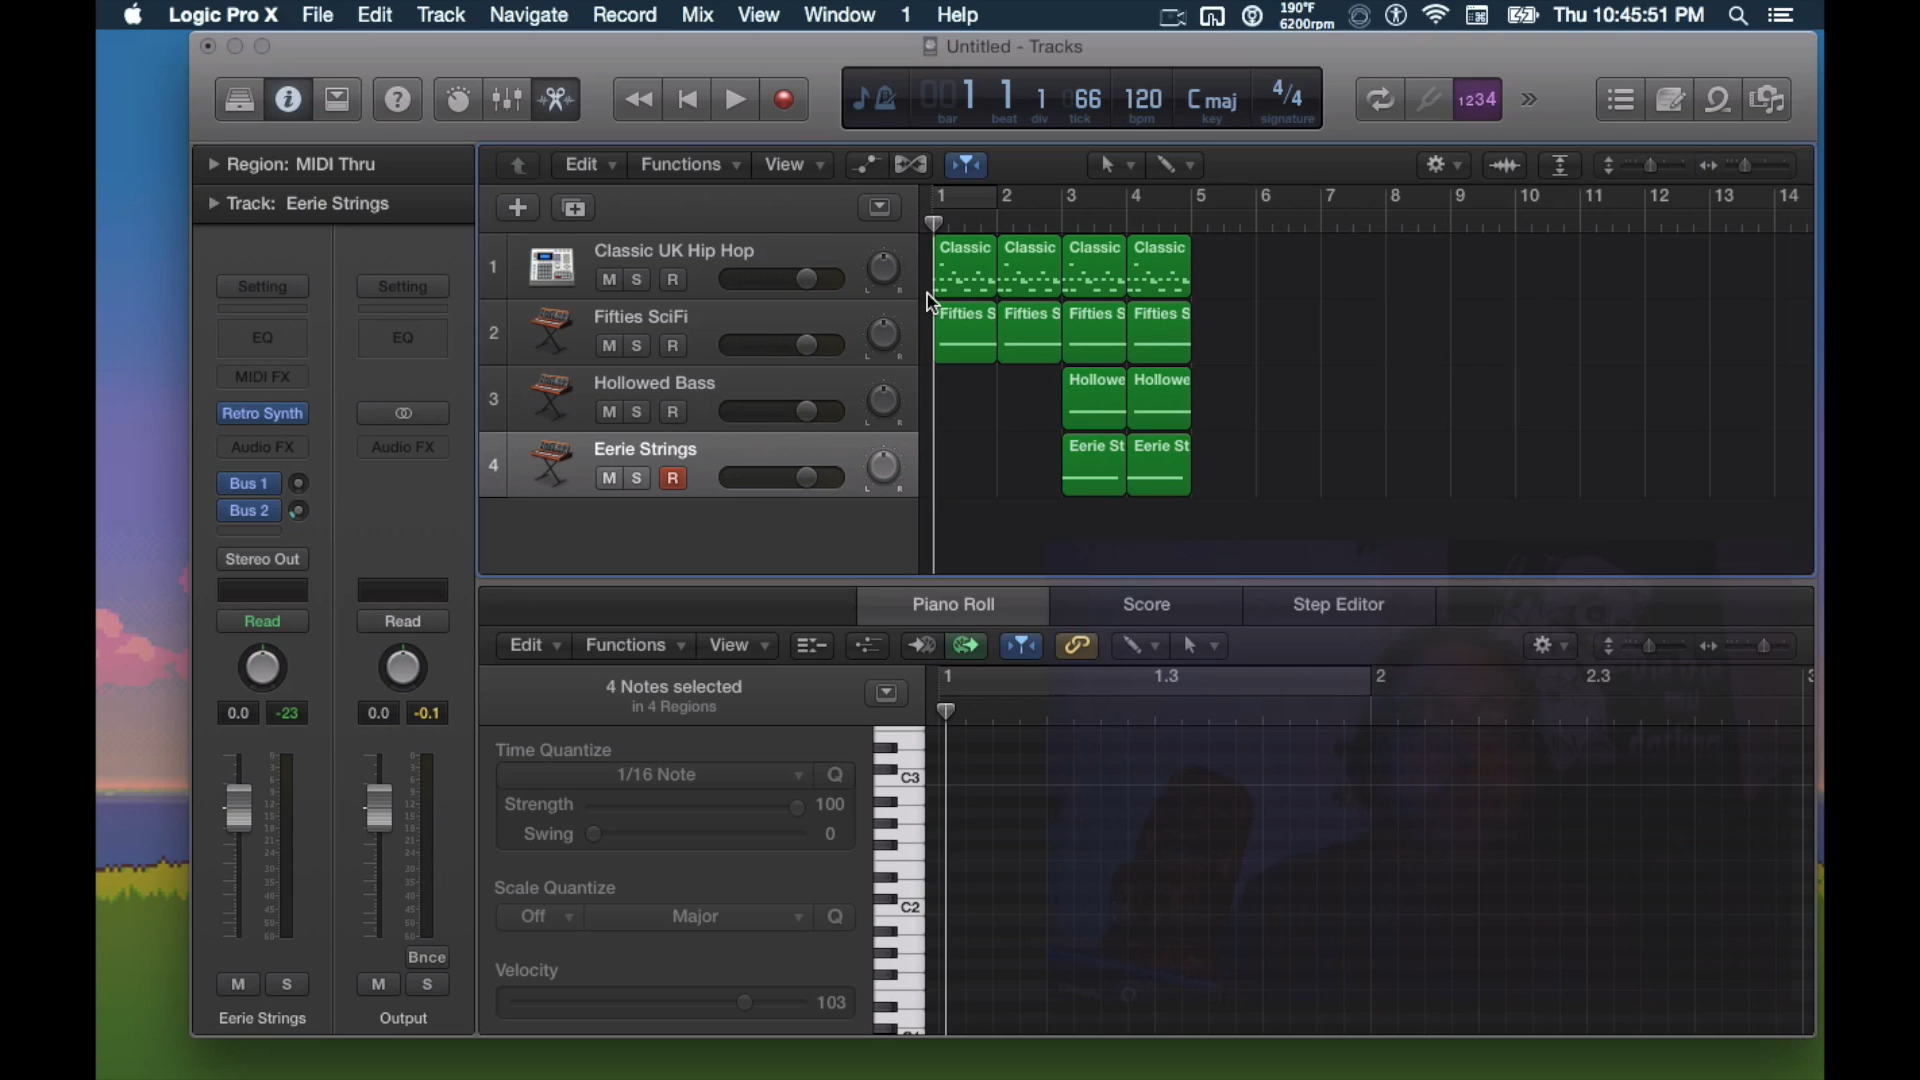 Logic Pro X File Edit Track Navigate Record Mix View Window 1 Help 190°F 6200rpm Thu 10:45:51 PM
Untitled - Tracks
1 1 1 66 120 C maj 4/4 1234
bar beat div tick bpm key signature
Region: MIDI Thru
Edit Functions View
Track: Eerie Strings
1 2 3 4 5 6 7 8 9 10 11 12 13 14
1 Classic UK Hip Hop
M S R L R
Classic Classic Classic Classic
2 Fifties SciFi
M S R L R
Fifties S Fifties S Fifties S Fifties S
3 Hollowed Bass
M S R L R
Hollowe Hollowe
4 Eerie Strings
M S R L R
Eerie St Eerie St
Setting Setting
EQ EQ
MIDI FX
Retro Synth
Audio FX Audio FX
Bus 1
Bus 2
Stereo Out
Read Read
0.0 -23 0.0 -0.1
Bnce
M S M S
Eerie Strings Output
Piano Roll Score Step Editor
Edit Functions View
4 Notes selected
in 4 Regions
1 1.3 2 2.3 3
Time Quantize
1/16 Note Q
Strength 100
Swing 0
Scale Quantize
Off Major Q
Velocity
103
C3
C2